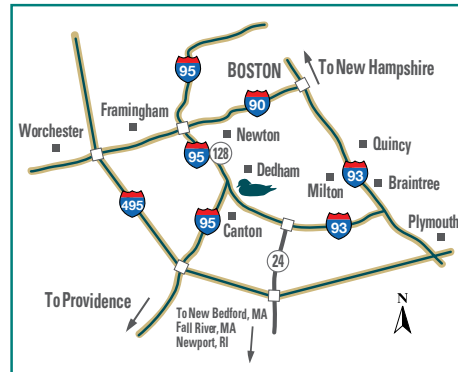 95
BOSTON
To New Hampshire
90
Framingham
Worchester
Newton
Quincy
95
128
Dedham
93
Milton
Braintree
495
95
Canton
93
Plymouth
24
To Providence
To New Bedford, MA
Fall River, MA
Newport, RI
N